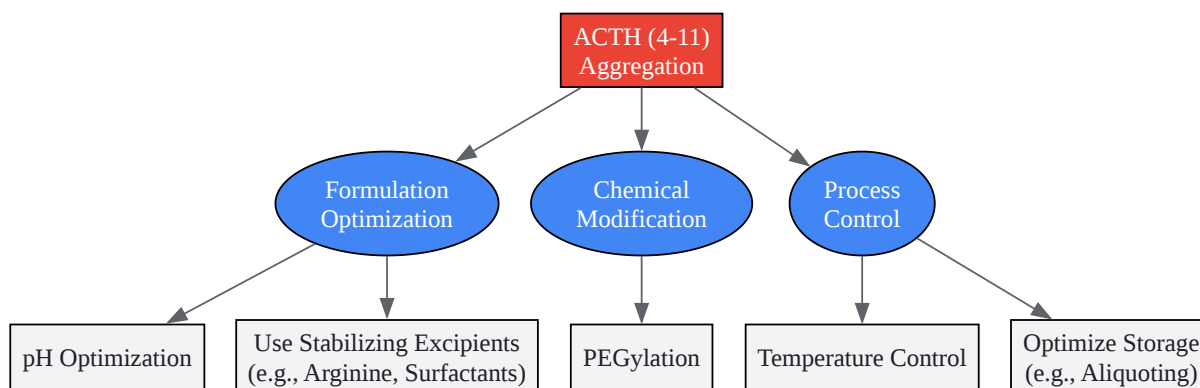 ACTH (4-11)
Aggregation
Formulation
Optimization
Chemical
Modification
Process
Control
pH Optimization
Use Stabilizing Excipients
(e.g., Arginine, Surfactants)
PEGylation
Temperature Control
Optimize Storage
(e.g., Aliquoting)